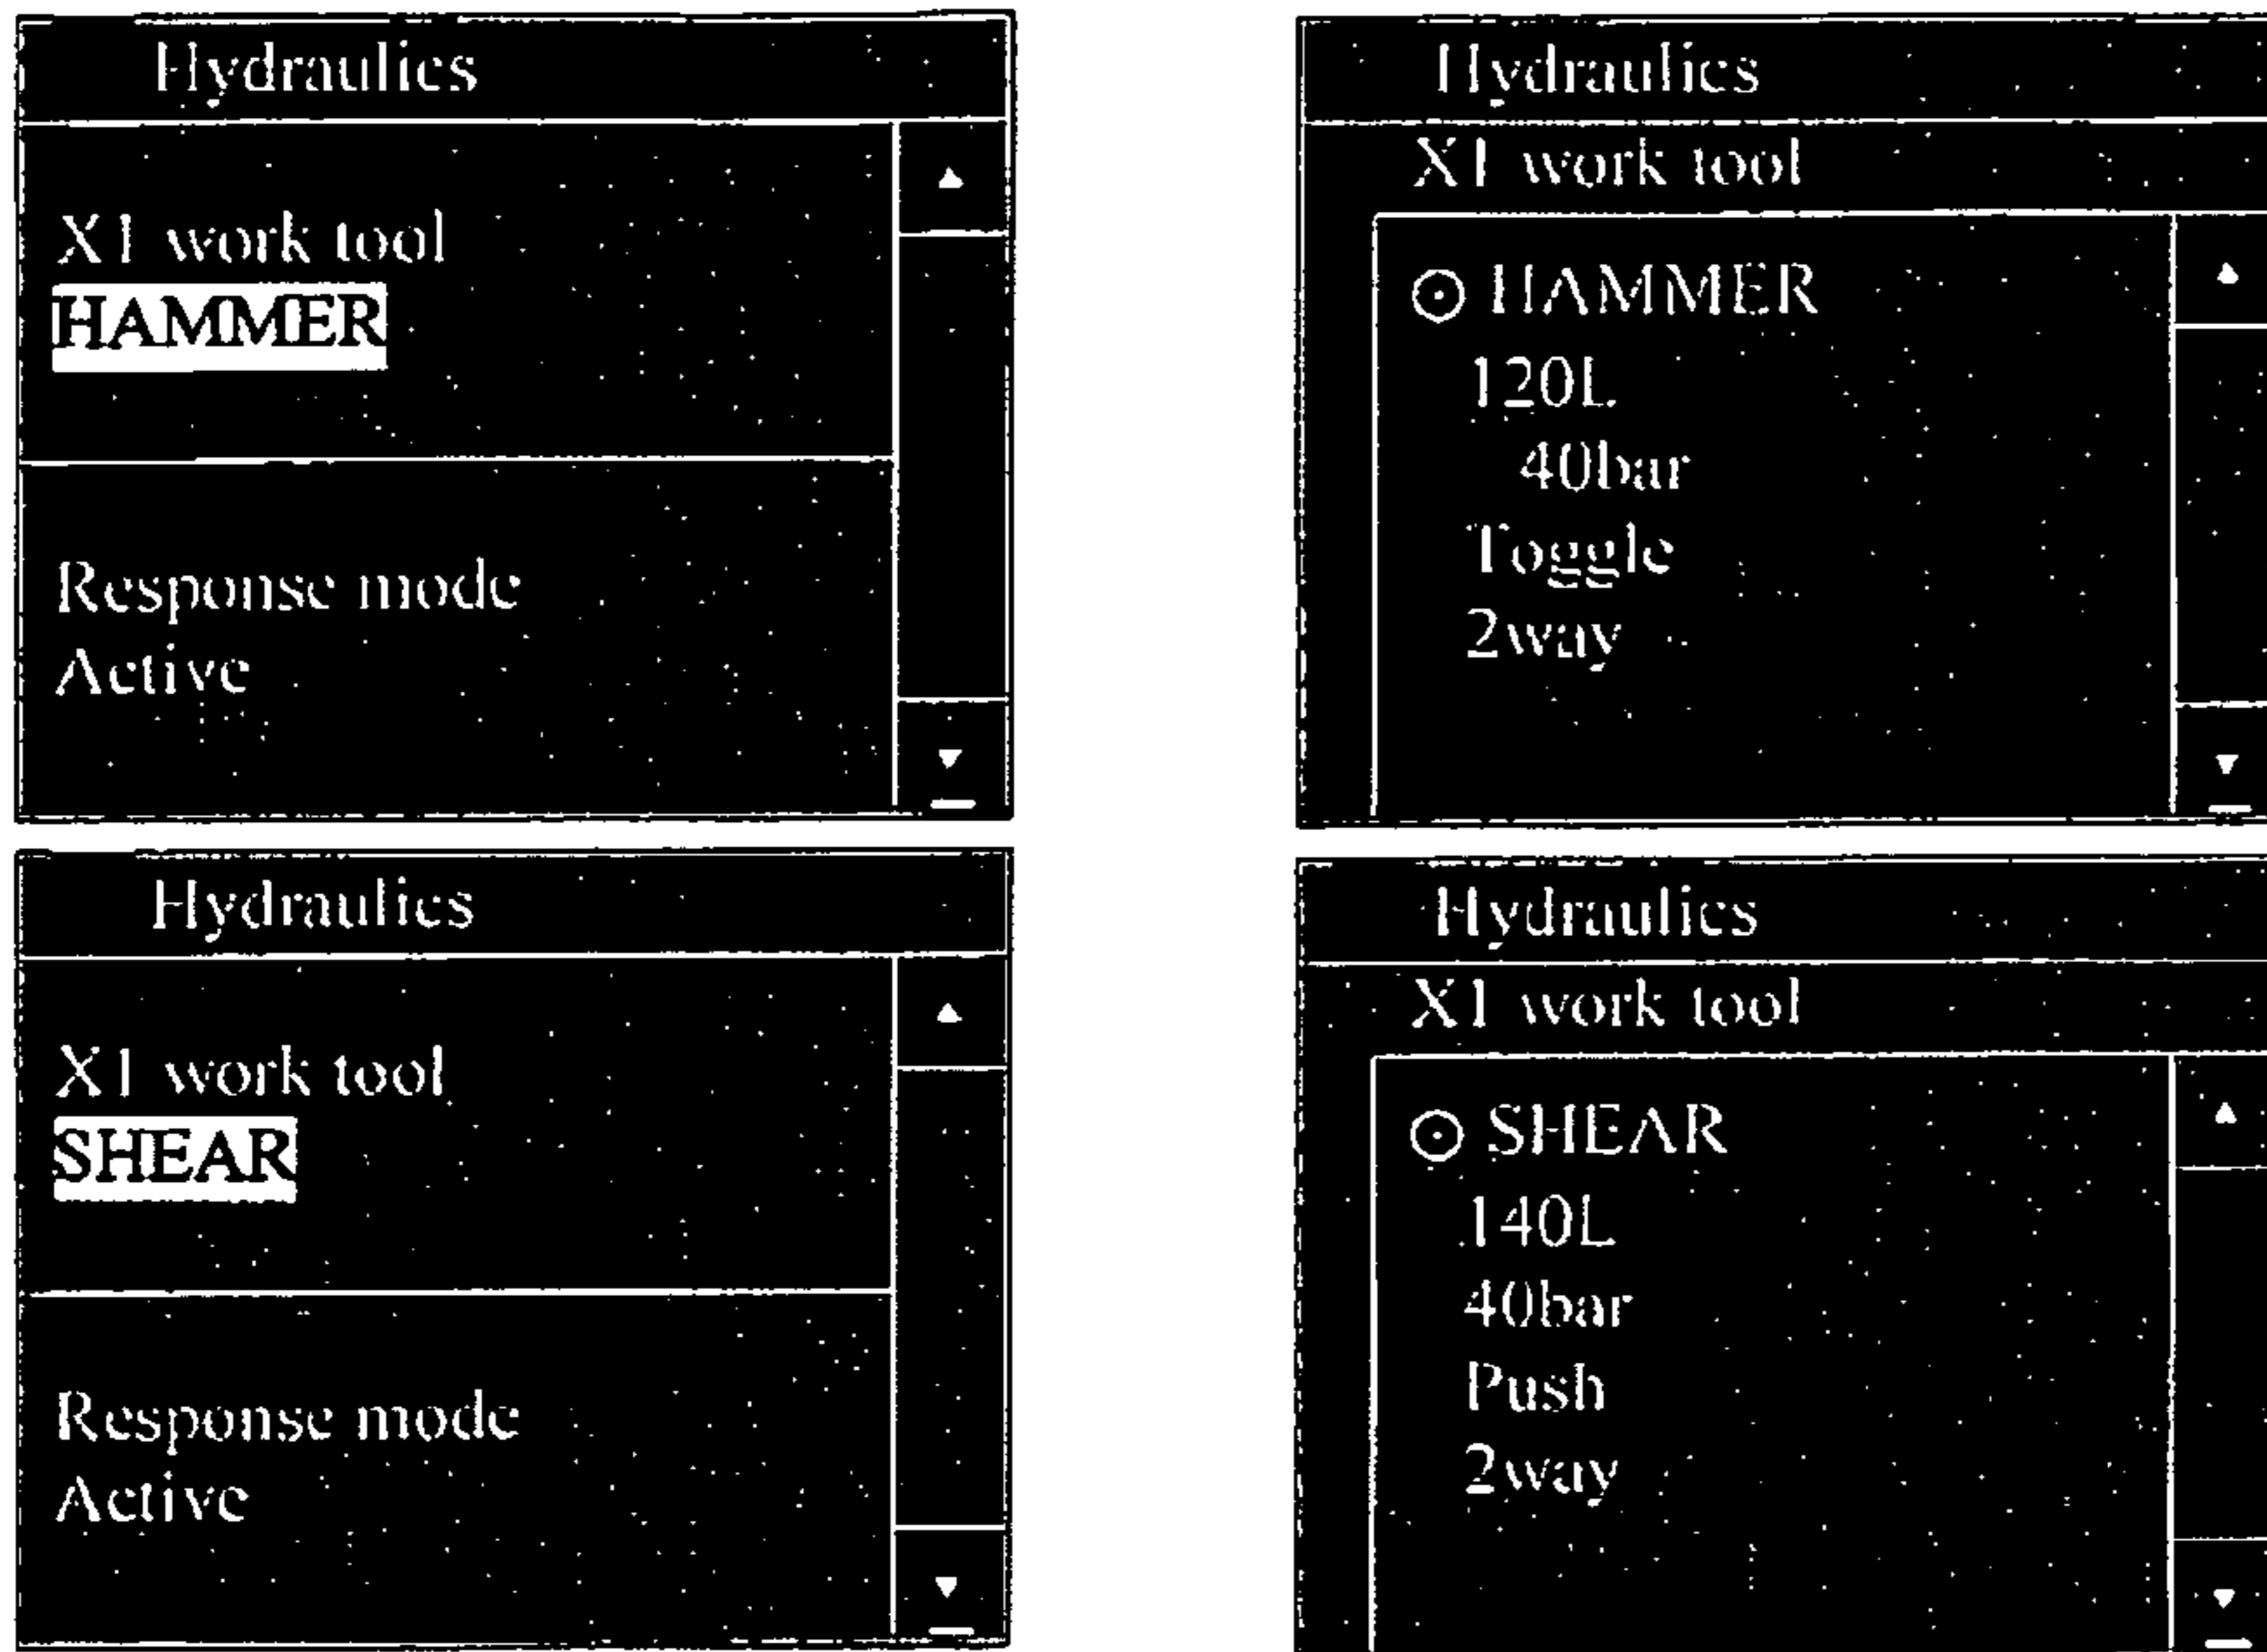 Hydraulics
X1 work tool
HAMMER
Response mode
Active
Hydraulics
X1 work tool
HAMMER
120L
40bar
Toggle
2way
Hydraulics
X1 work tool
SHEAR
Response mode
Active
Hydraulics
X1 work tool
SHEAR
140L
40bar
Push
2way